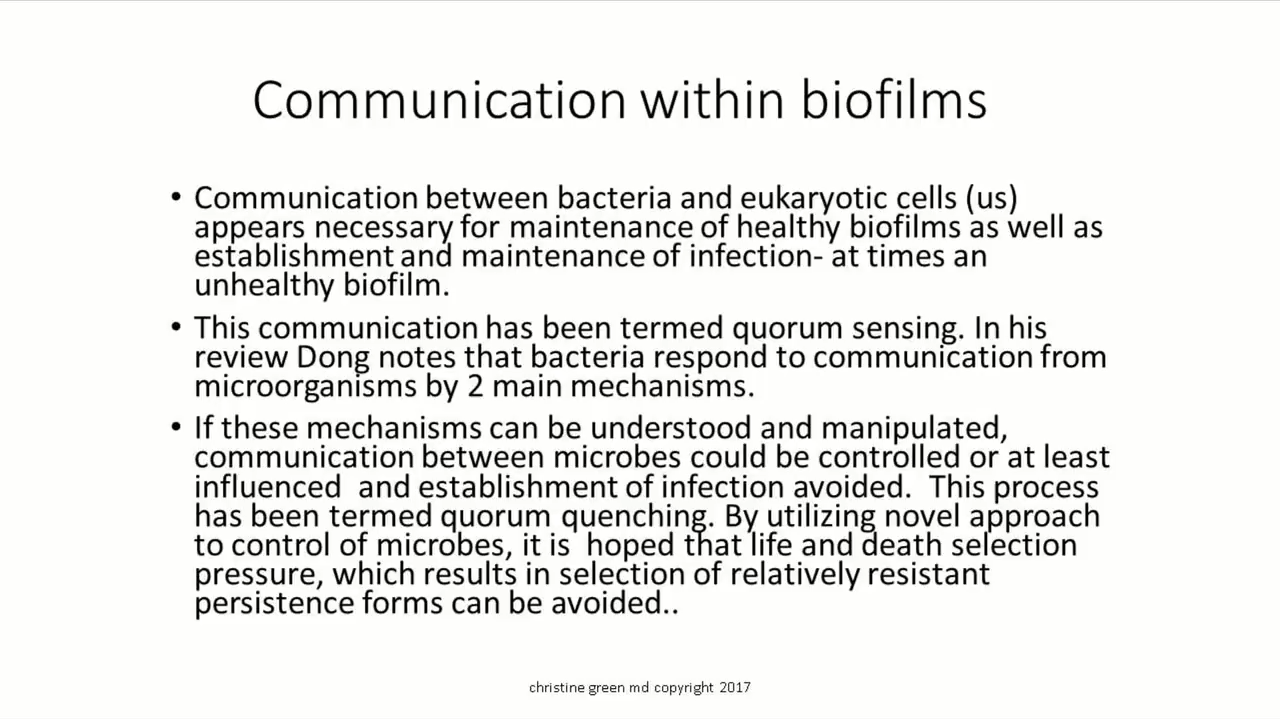 Communication within biofilms
• Communication between bacteria and eukaryotic cells (us)
appears necessary for maintenance of healthy biofilms as well as
establishment and maintenance of infection- at times an
unhealthy biofilm.
• This communication has been termed quorum sensing. In his
review Dong notes that bacteria respond to communication from
microorganisms by 2 main mechanisms.
• If these mechanisms can be understood and manipulated,
communication between microbes could be controlled or at least
influenced  and establishment of infection avoided.  This process
has been termed quorum quenching. By utilizing novel approach
to control of microbes, it is  hoped that life and death selection
pressure, which results in selection of relatively resistant
persistence forms can be avoided..
christine green md copyright 2017